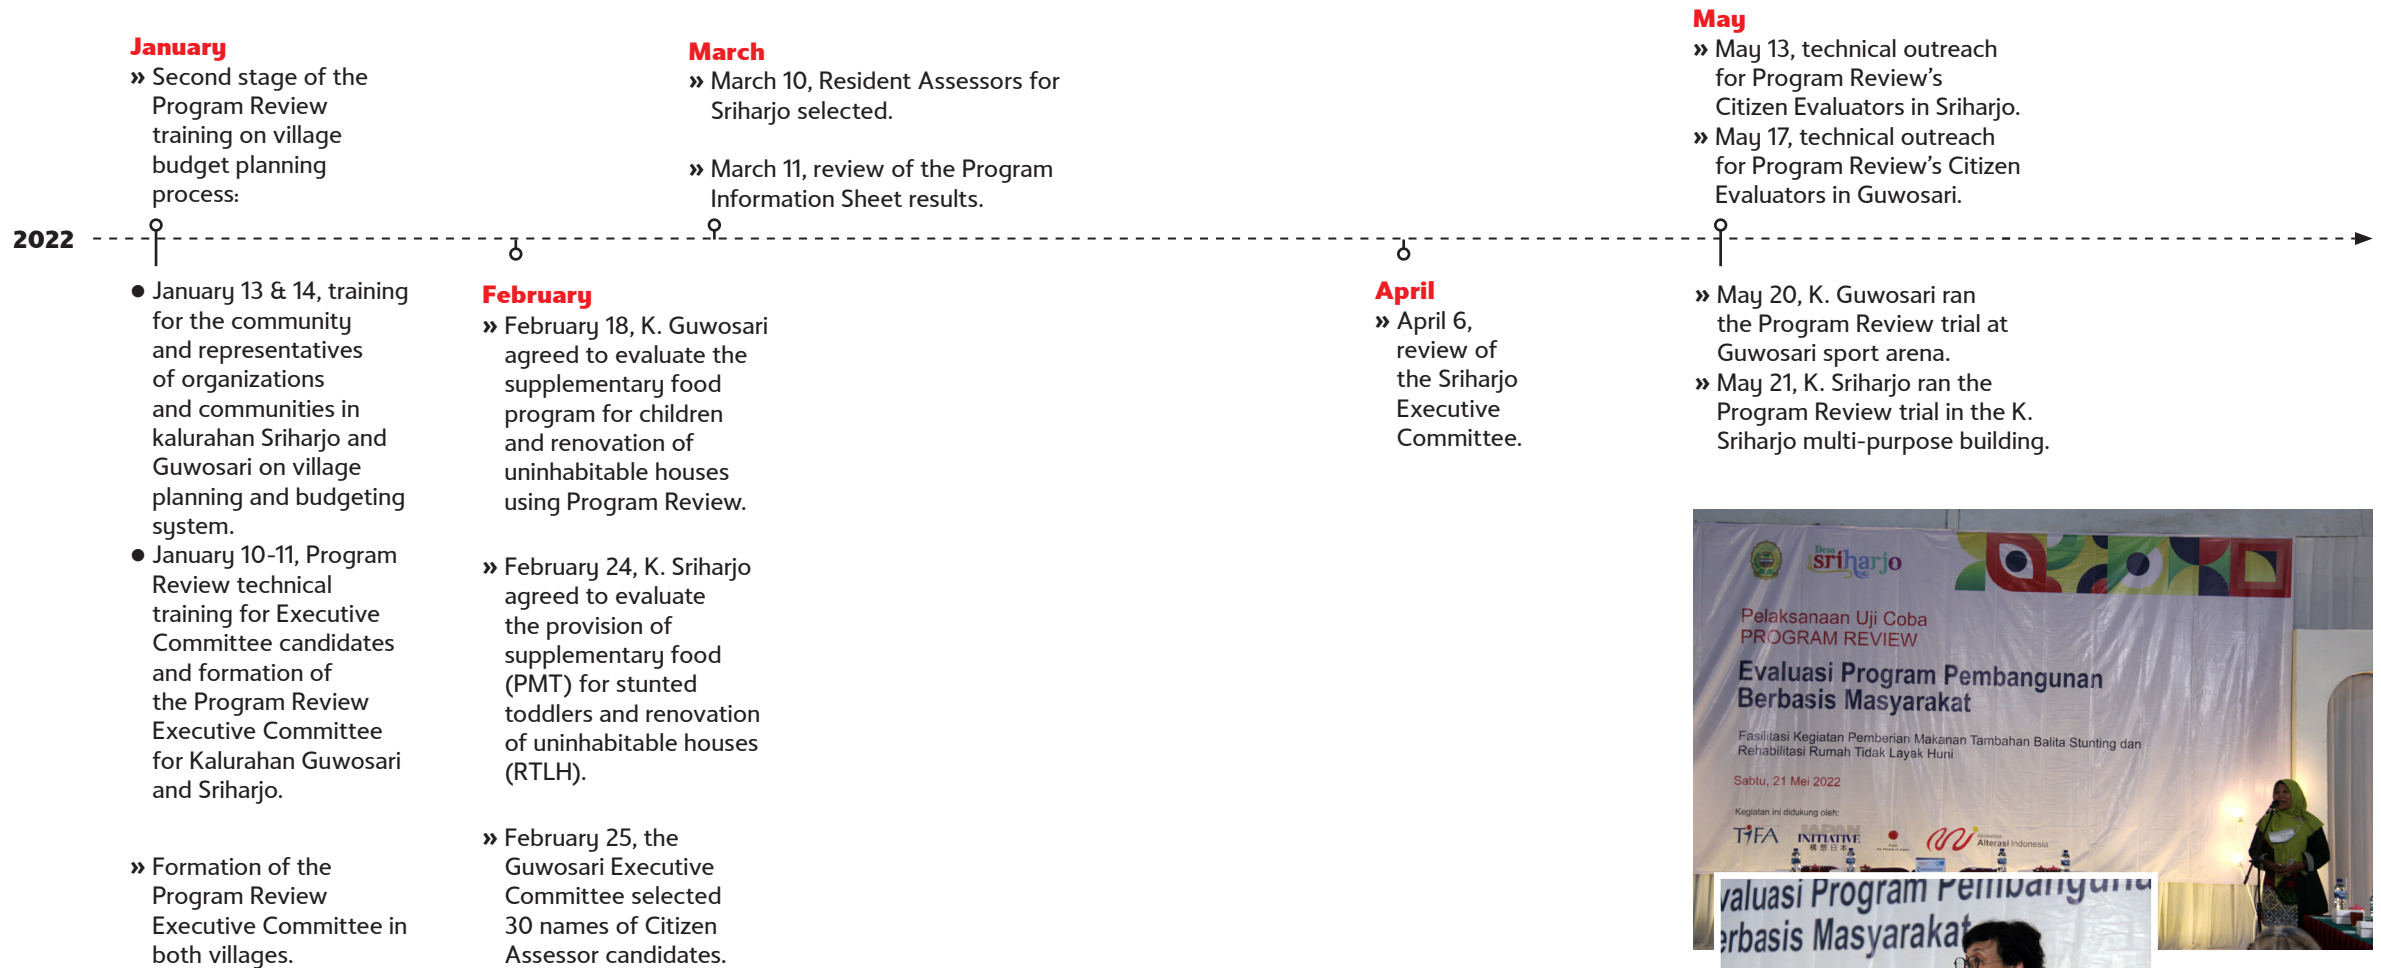 January
» Second stage of the
Program Review
training on village
budget planning
process:
March
» March 10, Resident Assessors for
Sriharjo selected.
» March 11, review of the Program
Information Sheet results.
May
» May 13, technical outreach
for Program Review’s
Citizen Evaluators in Sriharjo.
» May 17, technical outreach
for Program Review’s Citizen
Evaluators in Guwosari.
2022
● January 13 & 14, training
for the community
and representatives
of organizations
and communities in
kalurahan Sriharjo and
Guwosari on village
planning and budgeting
system.
● January 10-11, Program
Review technical
training for Executive
Committee candidates
and formation of
the Program Review
Executive Committee
for Kalurahan Guwosari
and Sriharjo.
» Formation of the
Program Review
Executive Committee in
both villages.
February
» February 18, K. Guwosari
agreed to evaluate the
supplementary food
program for children
and renovation of
uninhabitable houses
using Program Review.
» February 24, K. Sriharjo
agreed to evaluate
the provision of
supplementary food
(PMT) for stunted
toddlers and renovation
of uninhabitable houses
(RTLH).
» February 25, the
Guwosari Executive
Committee selected
30 names of Citizen
Assessor candidates.
April
» April 6,
review of
the Sriharjo
Executive
Committee.
» May 20, K. Guwosari ran
the Program Review trial at
Guwosari sport arena.
» May 21, K. Sriharjo ran the
Program Review trial in the K.
Sriharjo multi-purpose building.
Desa
sriharjo
Pelaksanaan Uji Coba
PROGRAM REVIEW
Evaluasi Program Pembangunan
Berbasis Masyarakat
Fasilitasi Kegiatan Pemberian Makanan Tambahan Balita Stunting dan
Rehabilitasi Rumah Tidak Layak Huni
Sabtu, 21 Mei 2022
Kegiatan ini didukung oleh:
TIFA
JAPAN
INITIATIVE
構想日本
Alterasi Indonesia
valuasi Program Pembangunan
erbasis Masyarakat